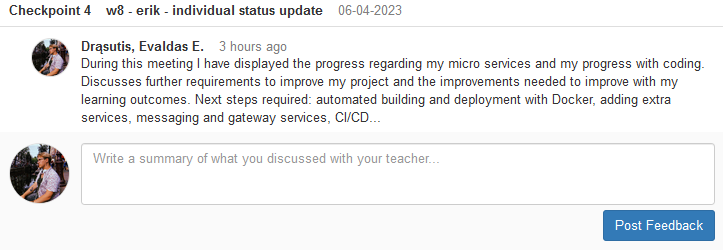 Checkpoint 4 w8 - erik - individual status update 06-04-2023
Drąsutis, Evaldas E. 3 hours ago
During this meeting I have displayed the progress regarding my micro services and my progress with coding.
Discusses further requirements to improve my project and the improvements needed to improve with my
learning outcomes. Next steps required: automated building and deployment with Docker, adding extra
services, messaging and gateway services, CI/CD...
Write a summary of what you discussed with your teacher...
Post Feedback